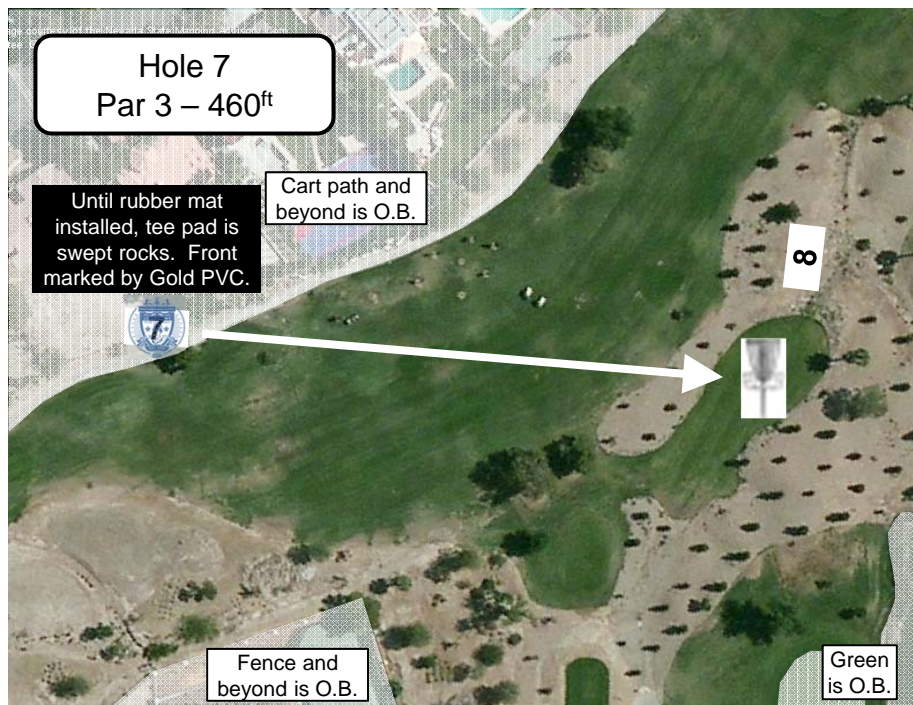 Hole 7
Par 3 – 460ft
Until rubber mat
installed, tee pad is
swept rocks. Front
marked by Gold PVC.
Cart path and
beyond is O.B.
7
8
Fence and
beyond is O.B.
Green
is O.B.